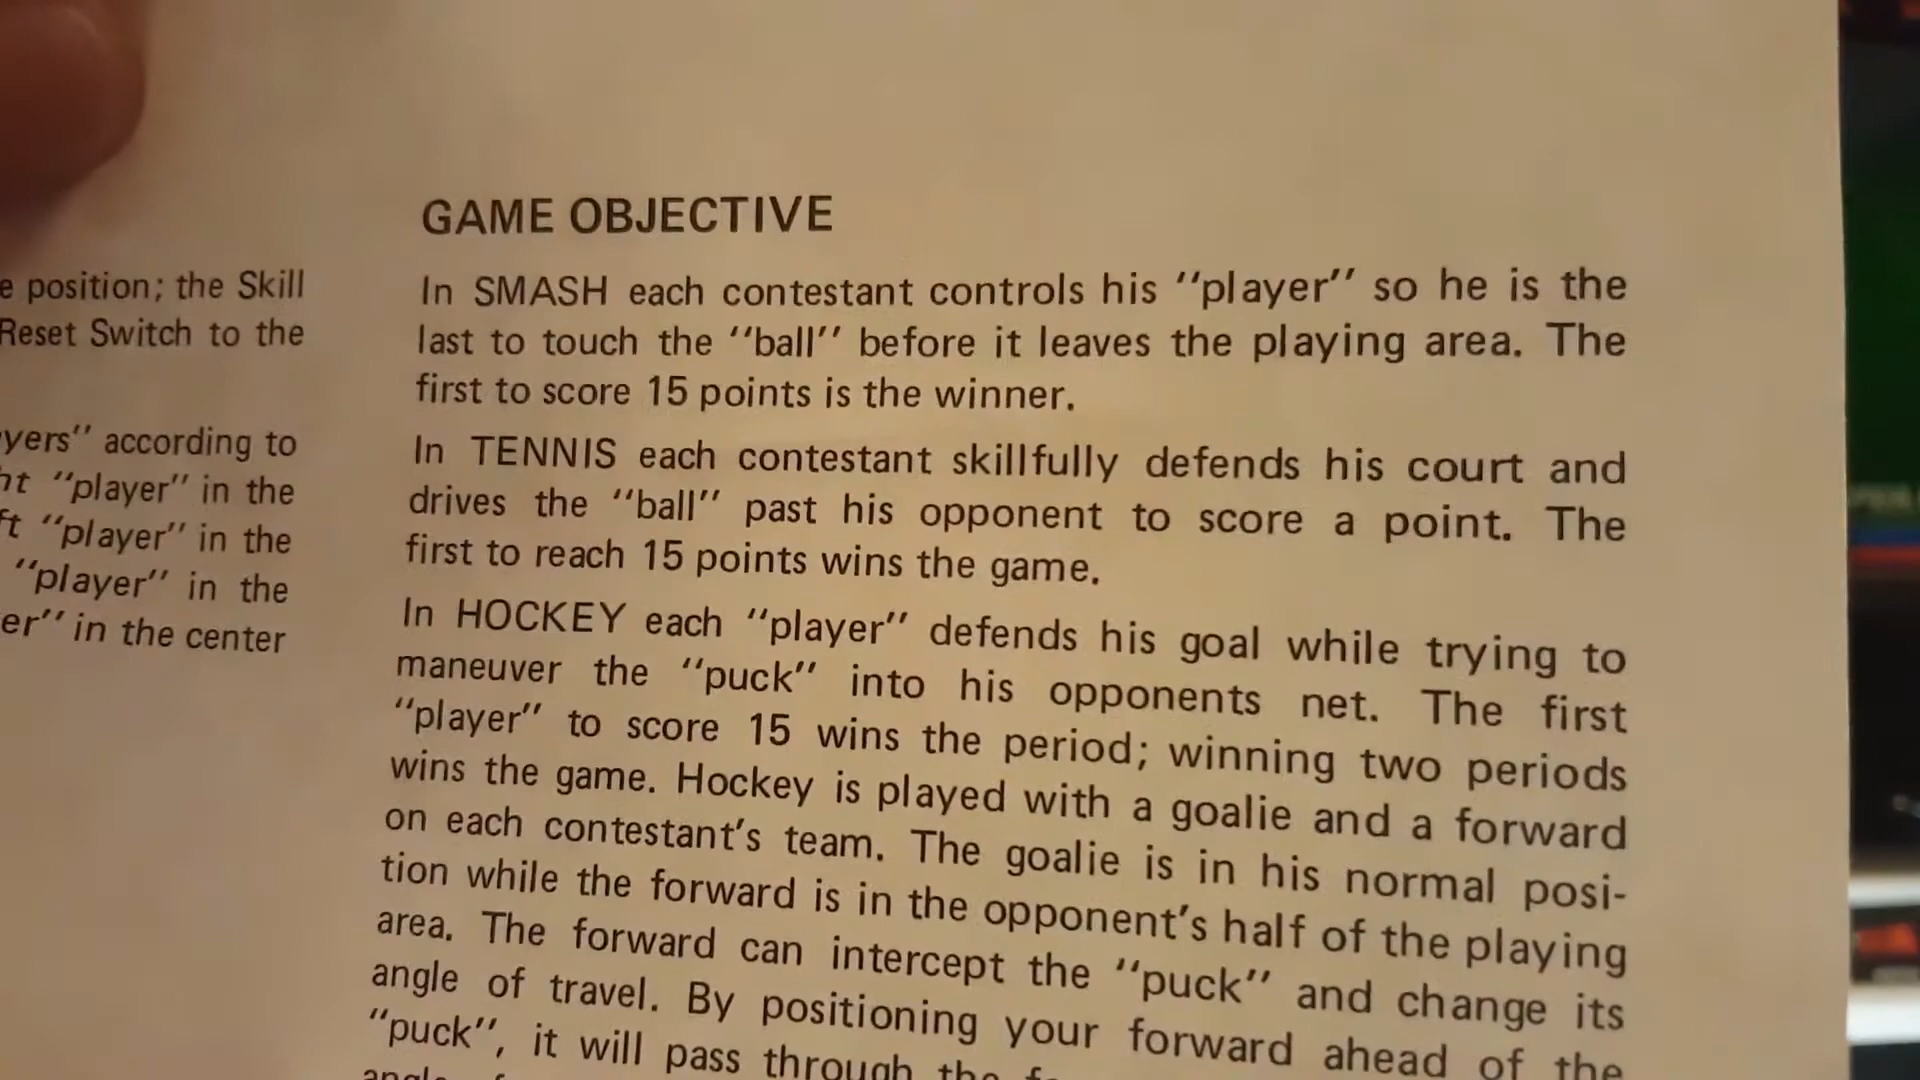 e position; the Skill
Reset Switch to the
yers” according to
ht “player” in the
ft “player” in the
“player” in the
er” in the center
GAME OBJECTIVE
In SMASH each contestant controls his “player” so he is the
last to touch the “ball” before it leaves the playing area. The
first to score 15 points is the winner.
In TENNIS each contestant skillfully defends his court and
drives the “ball” past his opponent to score a point. The
first to reach 15 points wins the game.
In HOCKEY each “player” defends his goal while trying to
maneuver the “puck” into his opponents net. The first
“player” to score 15 wins the period; winning two periods
wins the game. Hockey is played with a goalie and a forward
on each contestant’s team. The goalie is in his normal posi-
tion while the forward is in the opponent’s half of the playing
area. The forward can intercept the “puck” and change its
angle of travel. By positioning your forward ahead of the
“puck”, it will pass through the